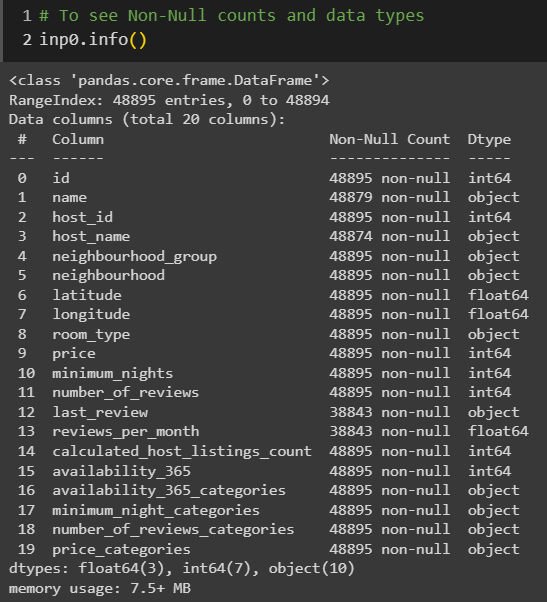 1 # To see Non-Null counts and data types
2 inp0.info()
<class 'pandas.core.frame.DataFrame'>
RangeIndex: 48895 entries, 0 to 48894
Data columns (total 20 columns):
 #   Column                          Non-Null Count  Dtype
---  ------                          --------------  -----
 0   id                              48895 non-null  int64
 1   name                            48879 non-null  object
 2   host_id                         48895 non-null  int64
 3   host_name                       48874 non-null  object
 4   neighbourhood_group             48895 non-null  object
 5   neighbourhood                   48895 non-null  object
 6   latitude                        48895 non-null  float64
 7   longitude                       48895 non-null  float64
 8   room_type                       48895 non-null  object
 9   price                           48895 non-null  int64
 10  minimum_nights                  48895 non-null  int64
 11  number_of_reviews               48895 non-null  int64
 12  last_review                     38843 non-null  object
 13  reviews_per_month               38843 non-null  float64
 14  calculated_host_listings_count  48895 non-null  int64
 15  availability_365                48895 non-null  int64
 16  availability_365_categories     48895 non-null  object
 17  minimum_night_categories        48895 non-null  object
 18  number_of_reviews_categories    48895 non-null  object
 19  price_categories                48895 non-null  object
dtypes: float64(3), int64(7), object(10)
memory usage: 7.5+ MB